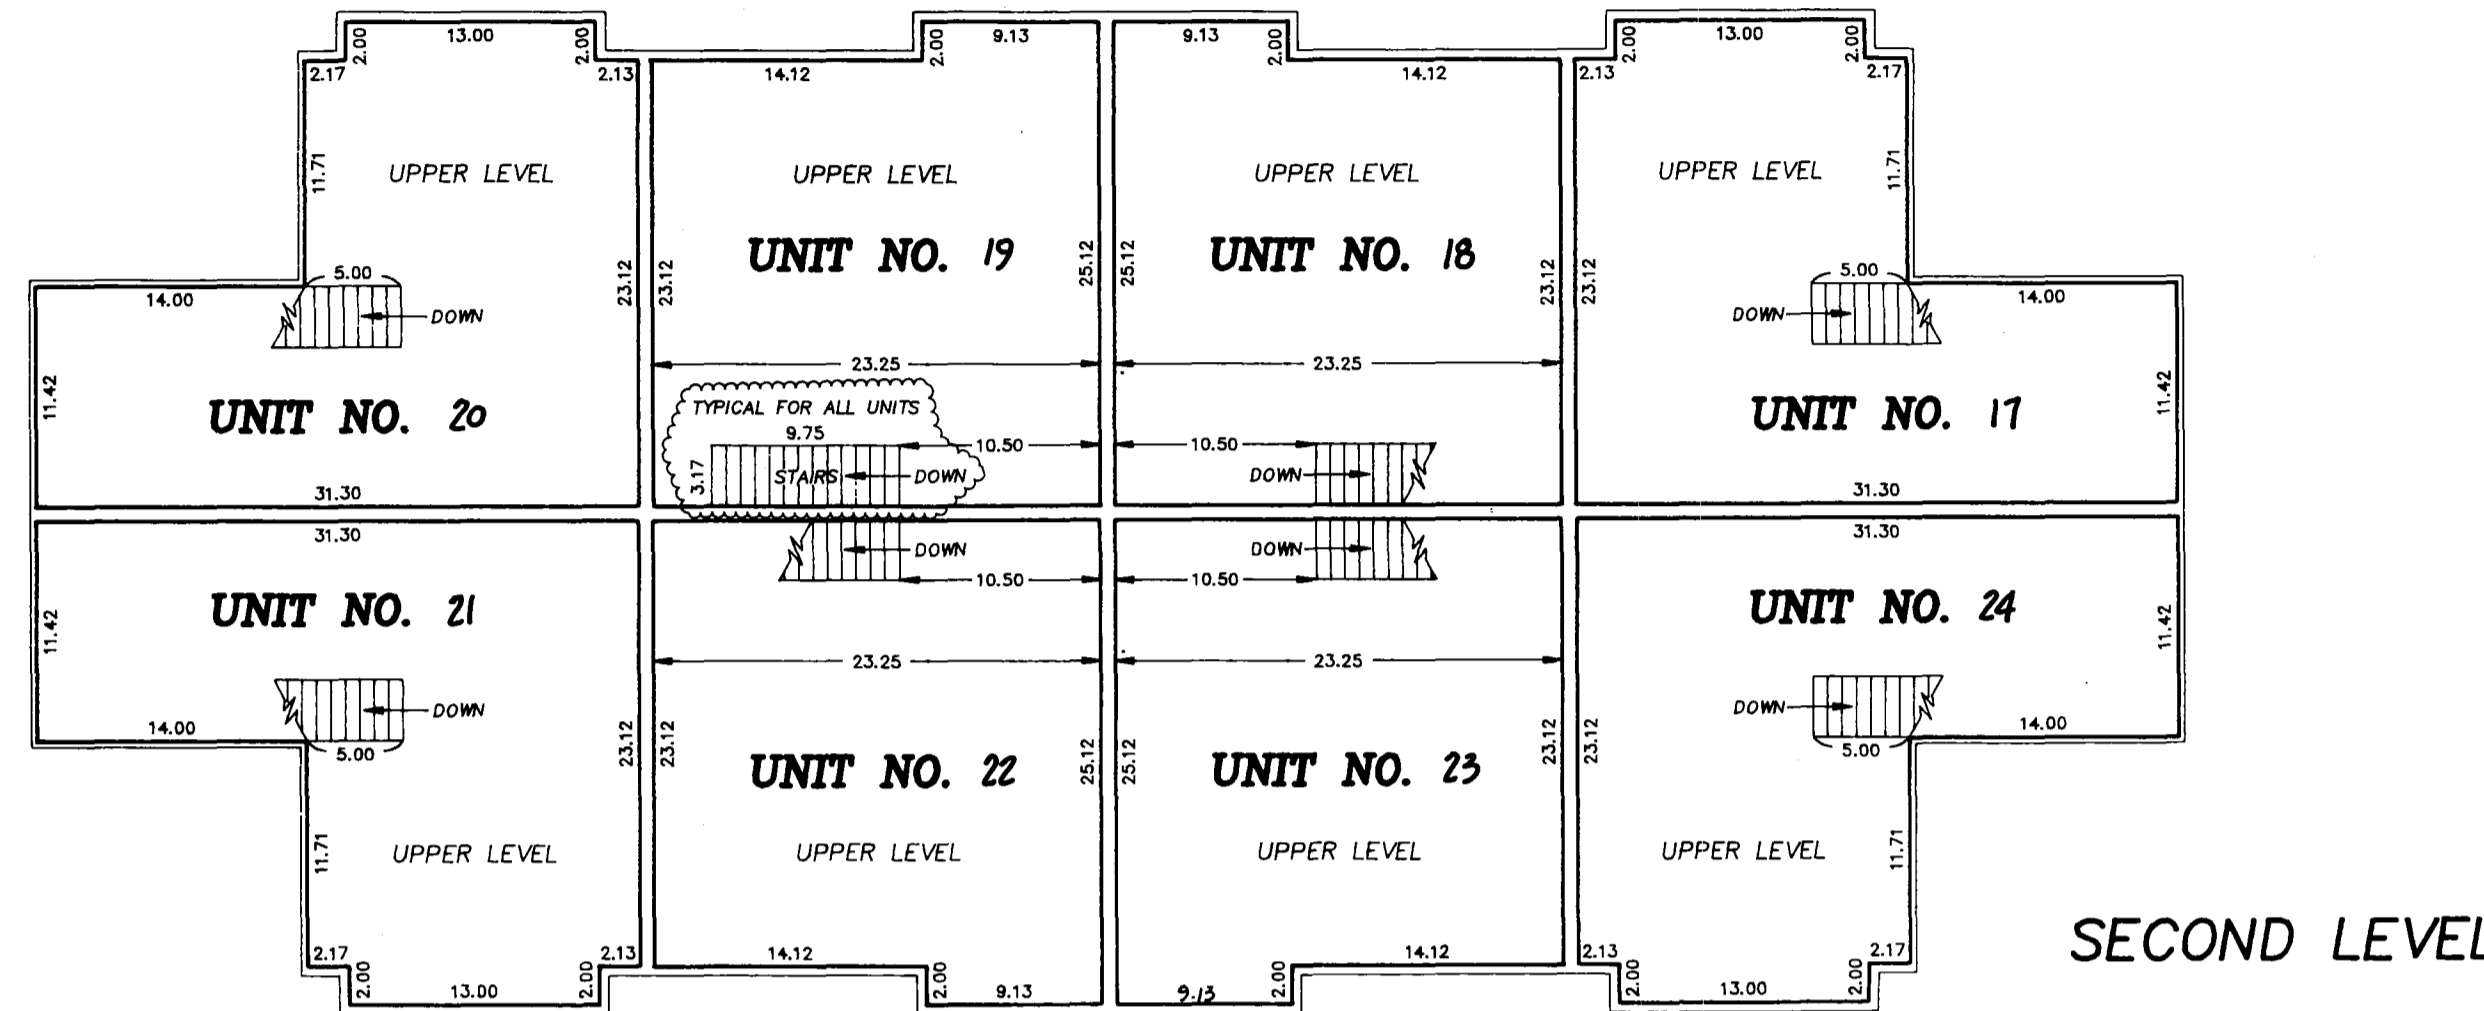 2.00 13.00 2.00 2.00 9.13 9.13 2.00 2.00 13.00 2.00
2.17 2.13 14.12 14.12 2.13 2.17
11.71 UPPER LEVEL UPPER LEVEL UPPER LEVEL UPPER LEVEL 11.71
UNIT NO. 19 UNIT NO. 18
23.12 23.12 25.12 25.12 23.12 23.12
5.00 5.00
14.00 14.00
DOWN DOWN
23.25 23.25
11.42 11.42
UNIT NO. 20 TYPICAL FOR ALL UNITS UNIT NO. 17
9.75 10.50 10.50
3.17 STAIRS DOWN DOWN
31.30 31.30
31.30 31.30
DOWN DOWN
10.50 10.50
UNIT NO. 21 UNIT NO. 24
11.42 11.42
23.25 23.25
DOWN DOWN
14.00 14.00
5.00 5.00
23.12 23.12 25.12 25.12 23.12 23.12
UNIT NO. 22 UNIT NO. 23
11.71 UPPER LEVEL UPPER LEVEL UPPER LEVEL UPPER LEVEL 11.71
SECOND LEVEL
2.17 2.13 14.12 14.12 2.13 2.17
2.00 13.00 2.00 2.00 9.13 9.13 2.00 2.00 13.00 2.00